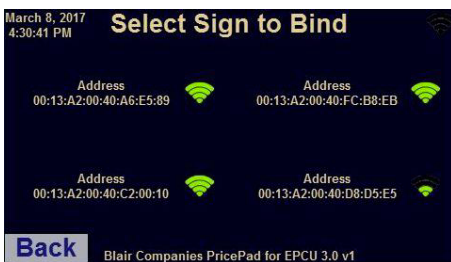 March 8, 2017
4:30:41 PM
Select Sign to Bind
Address
00:13:A2:00:40:A6:E5:89
Address
00:13:A2:00:40:FC:B8:EB
Address
00:13:A2:00:40:C2:00:10
Address
00:13:A2:00:40:D8:D5:E5
Back
Blair Companies PricePad for EPCU 3.0 v1